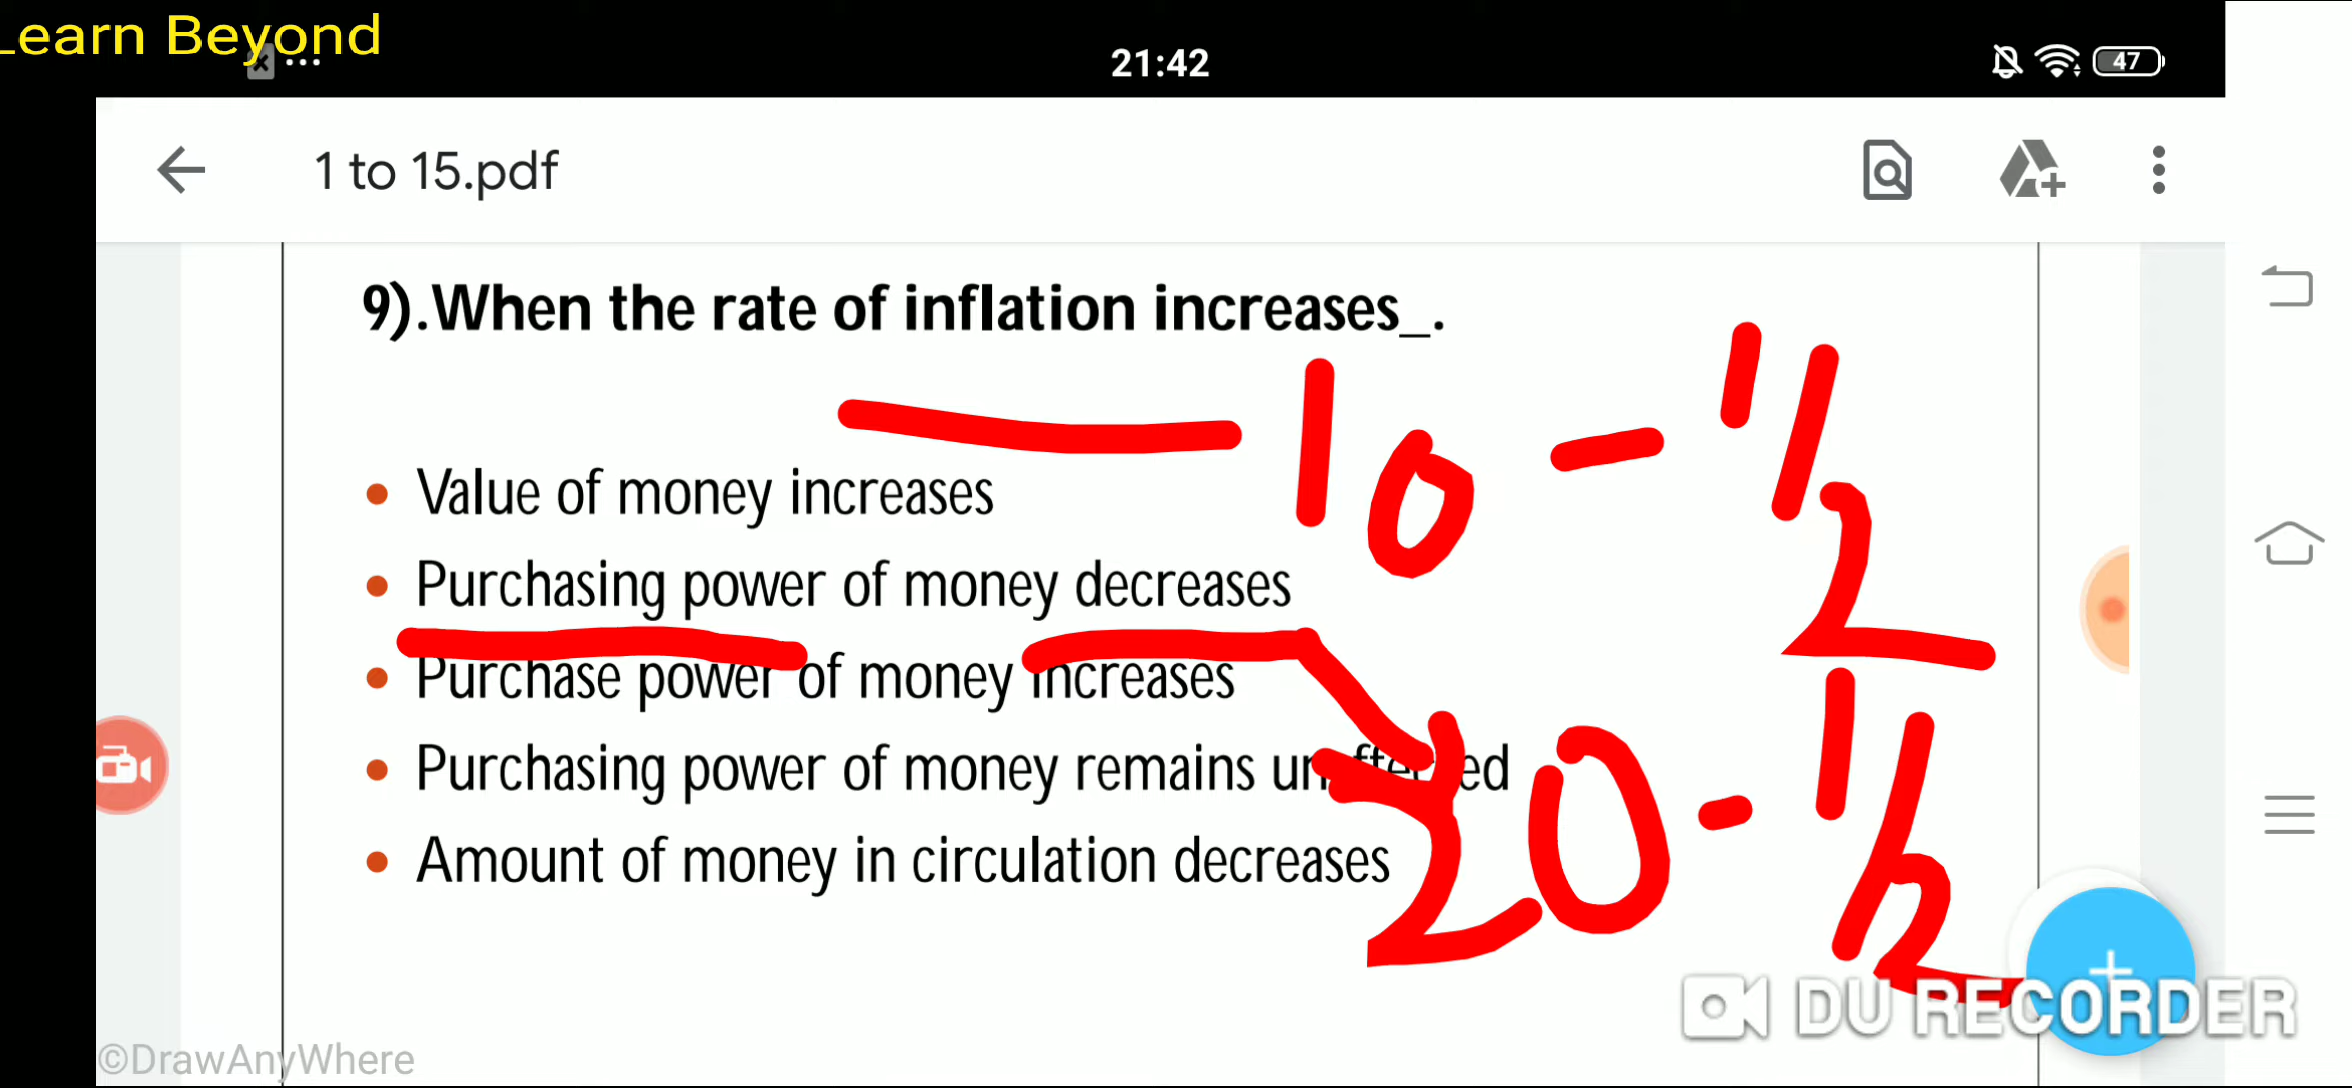 Learn Beyond
21:42
47
1 to 15.pdf
9).When the rate of inflation increases_.
10 - 1/2
Value of money increases
Purchasing power of money decreases
Purchase power of money increases
Purchasing power of money remains unaffected
20 - 1/2
Amount of money in circulation decreases
DU RECORDER
©DrawAnyWhere